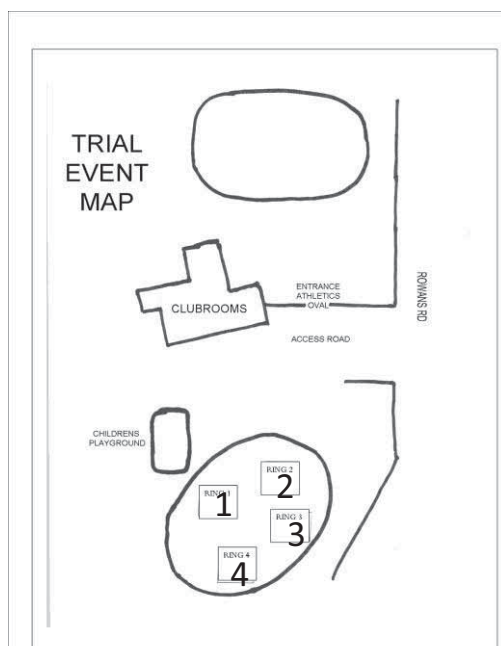 TRIAL
EVENT
MAP
ENTRANCE
ATHLETICS
OVAL
ROWANS RD
CLUBROOMS
ACCESS ROAD
CHILDRENS
PLAYGROUND
RING 2
2
RING 1
1
RING 3
3
RING 4
4